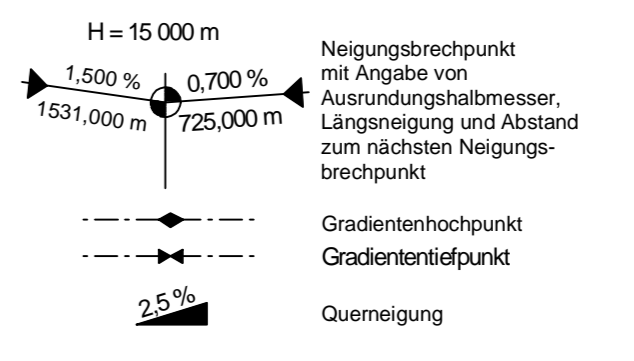 H = 15 000 m
1,500 %
0,700 %
1531,000 m
725,000 m
Neigungsbrechpunkt
mit Angabe von
Ausrundungshalbmesser,
Längsneigung und Abstand
zum nächsten Neigungs-
brechpunkt
Gradientenhochpunkt
Gradiententiefpunkt
2,5 %
Querneigung